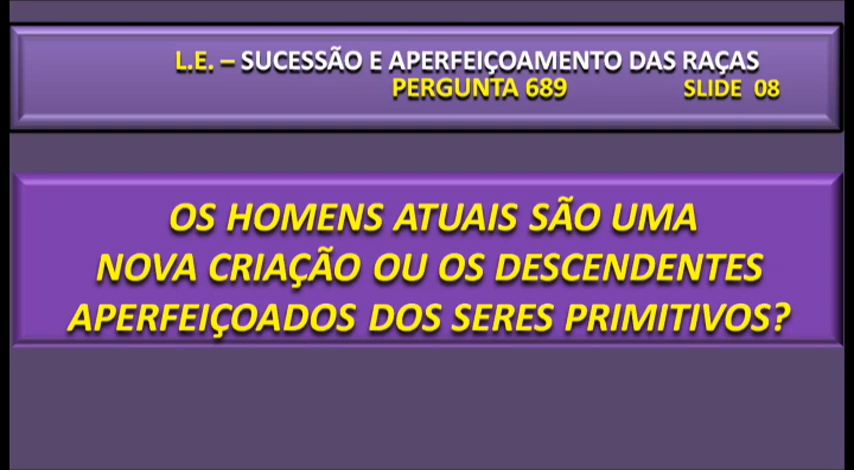 L.E. – SUCESSÃO E APERFEIÇOAMENTO DAS RAÇAS
PERGUNTA 689 SLIDE 08
OS HOMENS ATUAIS SÃO UMA
NOVA CRIAÇÃO OU OS DESCENDENTES
APERFEIÇOADOS DOS SERES PRIMITIVOS?